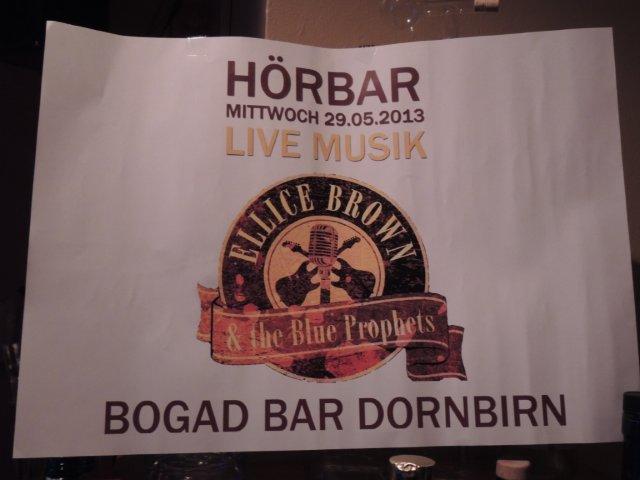 HÖRBAR
MITTWOCH 29.05.2013
LIVE MUSIK
ELLICE BROWN
& the Blue Prophets
BOGAD BAR DORNBIRN